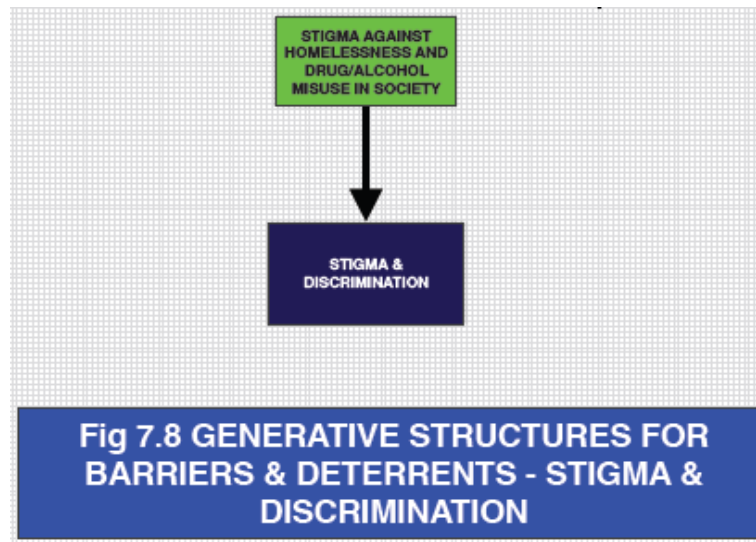 STIGMA AGAINST
HOMELESSNESS AND
DRUG/ALCOHOL
MISUSE IN SOCIETY
STIGMA &
DISCRIMINATION
Fig 7.8 GENERATIVE STRUCTURES FOR
BARRIERS & DETERRENTS - STIGMA &
DISCRIMINATION